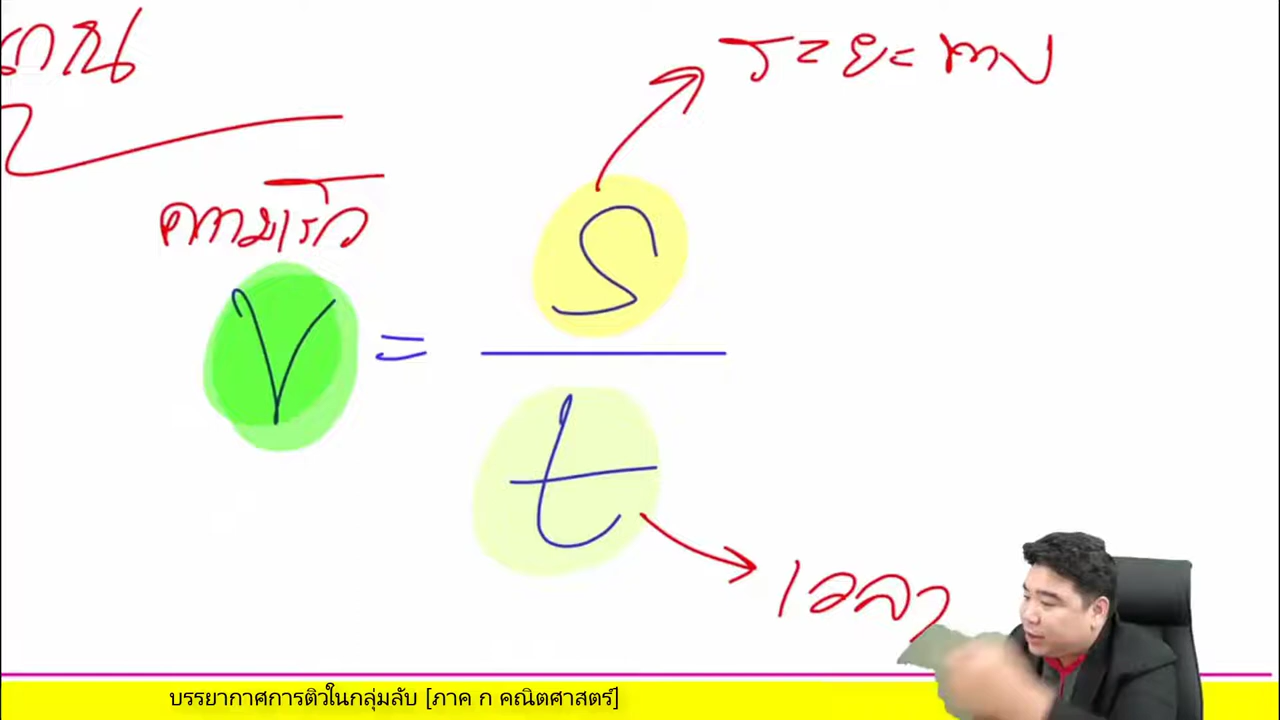 ระยะทาง
ความเร็ว
V = s
t
เวลา
บรรยากาศการติวในกลุ่มลับ [ภาค ก คณิตศาสตร์]